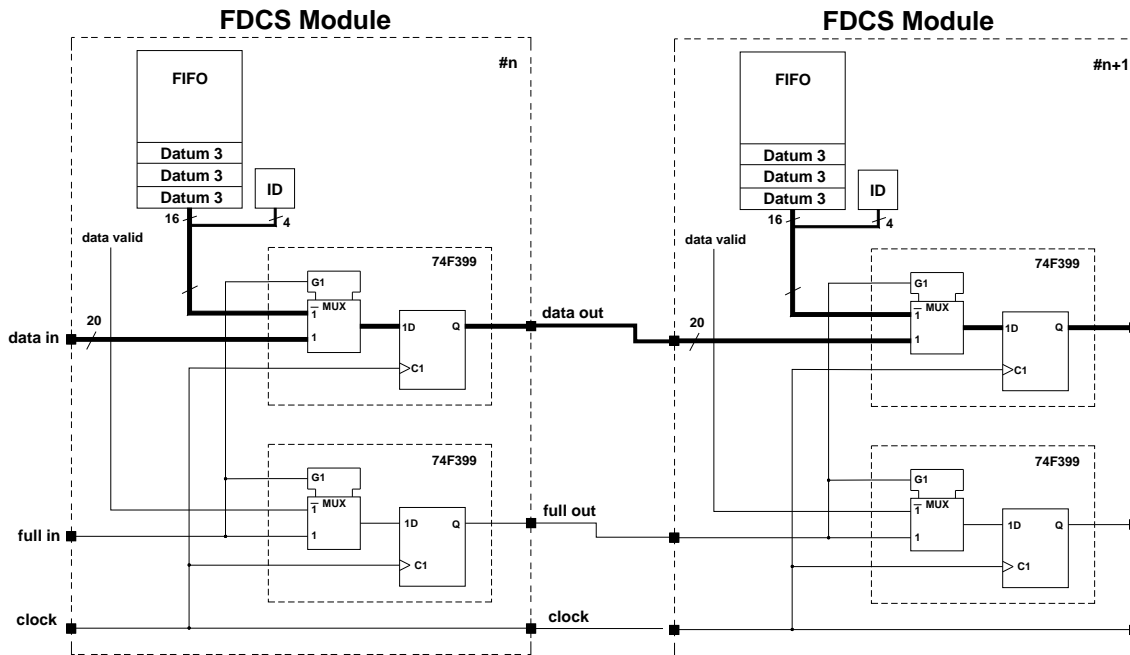 FDCS Module
FDCS Module
#n
#n+1
FIFO
FIFO
Datum 3
Datum 3
Datum 3
Datum 3
Datum 3
Datum 3
ID
ID
16
4
16
4
data valid
data valid
74F399
74F399
G1
G1
MUX
MUX
1
1
data out
20
1D
Q
20
1D
Q
data in
1
1
C1
C1
74F399
74F399
G1
G1
MUX
MUX
1
1
full out
1D
Q
1D
Q
full in
1
1
C1
C1
clock
clock